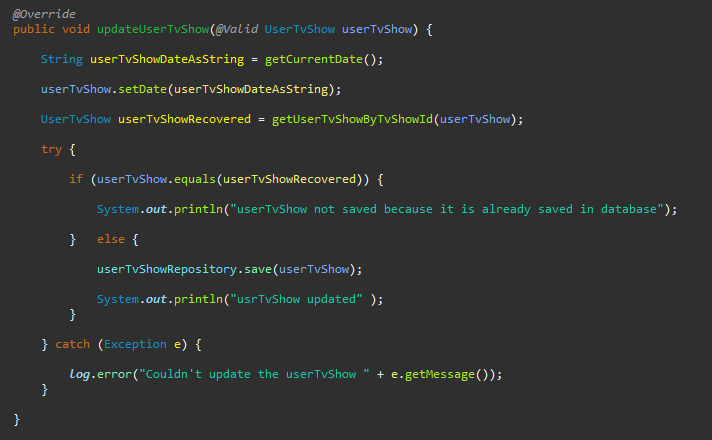 @Override
public void updateUserTvShow(@Valid UserTvShow userTvShow) {
String userTvShowDateAsString = getCurrentDate();
userTvShow.setDate(userTvShowDateAsString);
UserTvShow userTvShowRecovered = getUserTvShowByTvShowId(userTvShow);
try {
if (userTvShow.equals(userTvShowRecovered)) {
System.out.println("userTvShow not saved because it is already saved in database");
}   else {
userTvShowRepository.save(userTvShow);
System.out.println("usrTvShow updated" );
}
} catch (Exception e) {
log.error("Couldn't update the userTvShow " + e.getMessage());
}
}